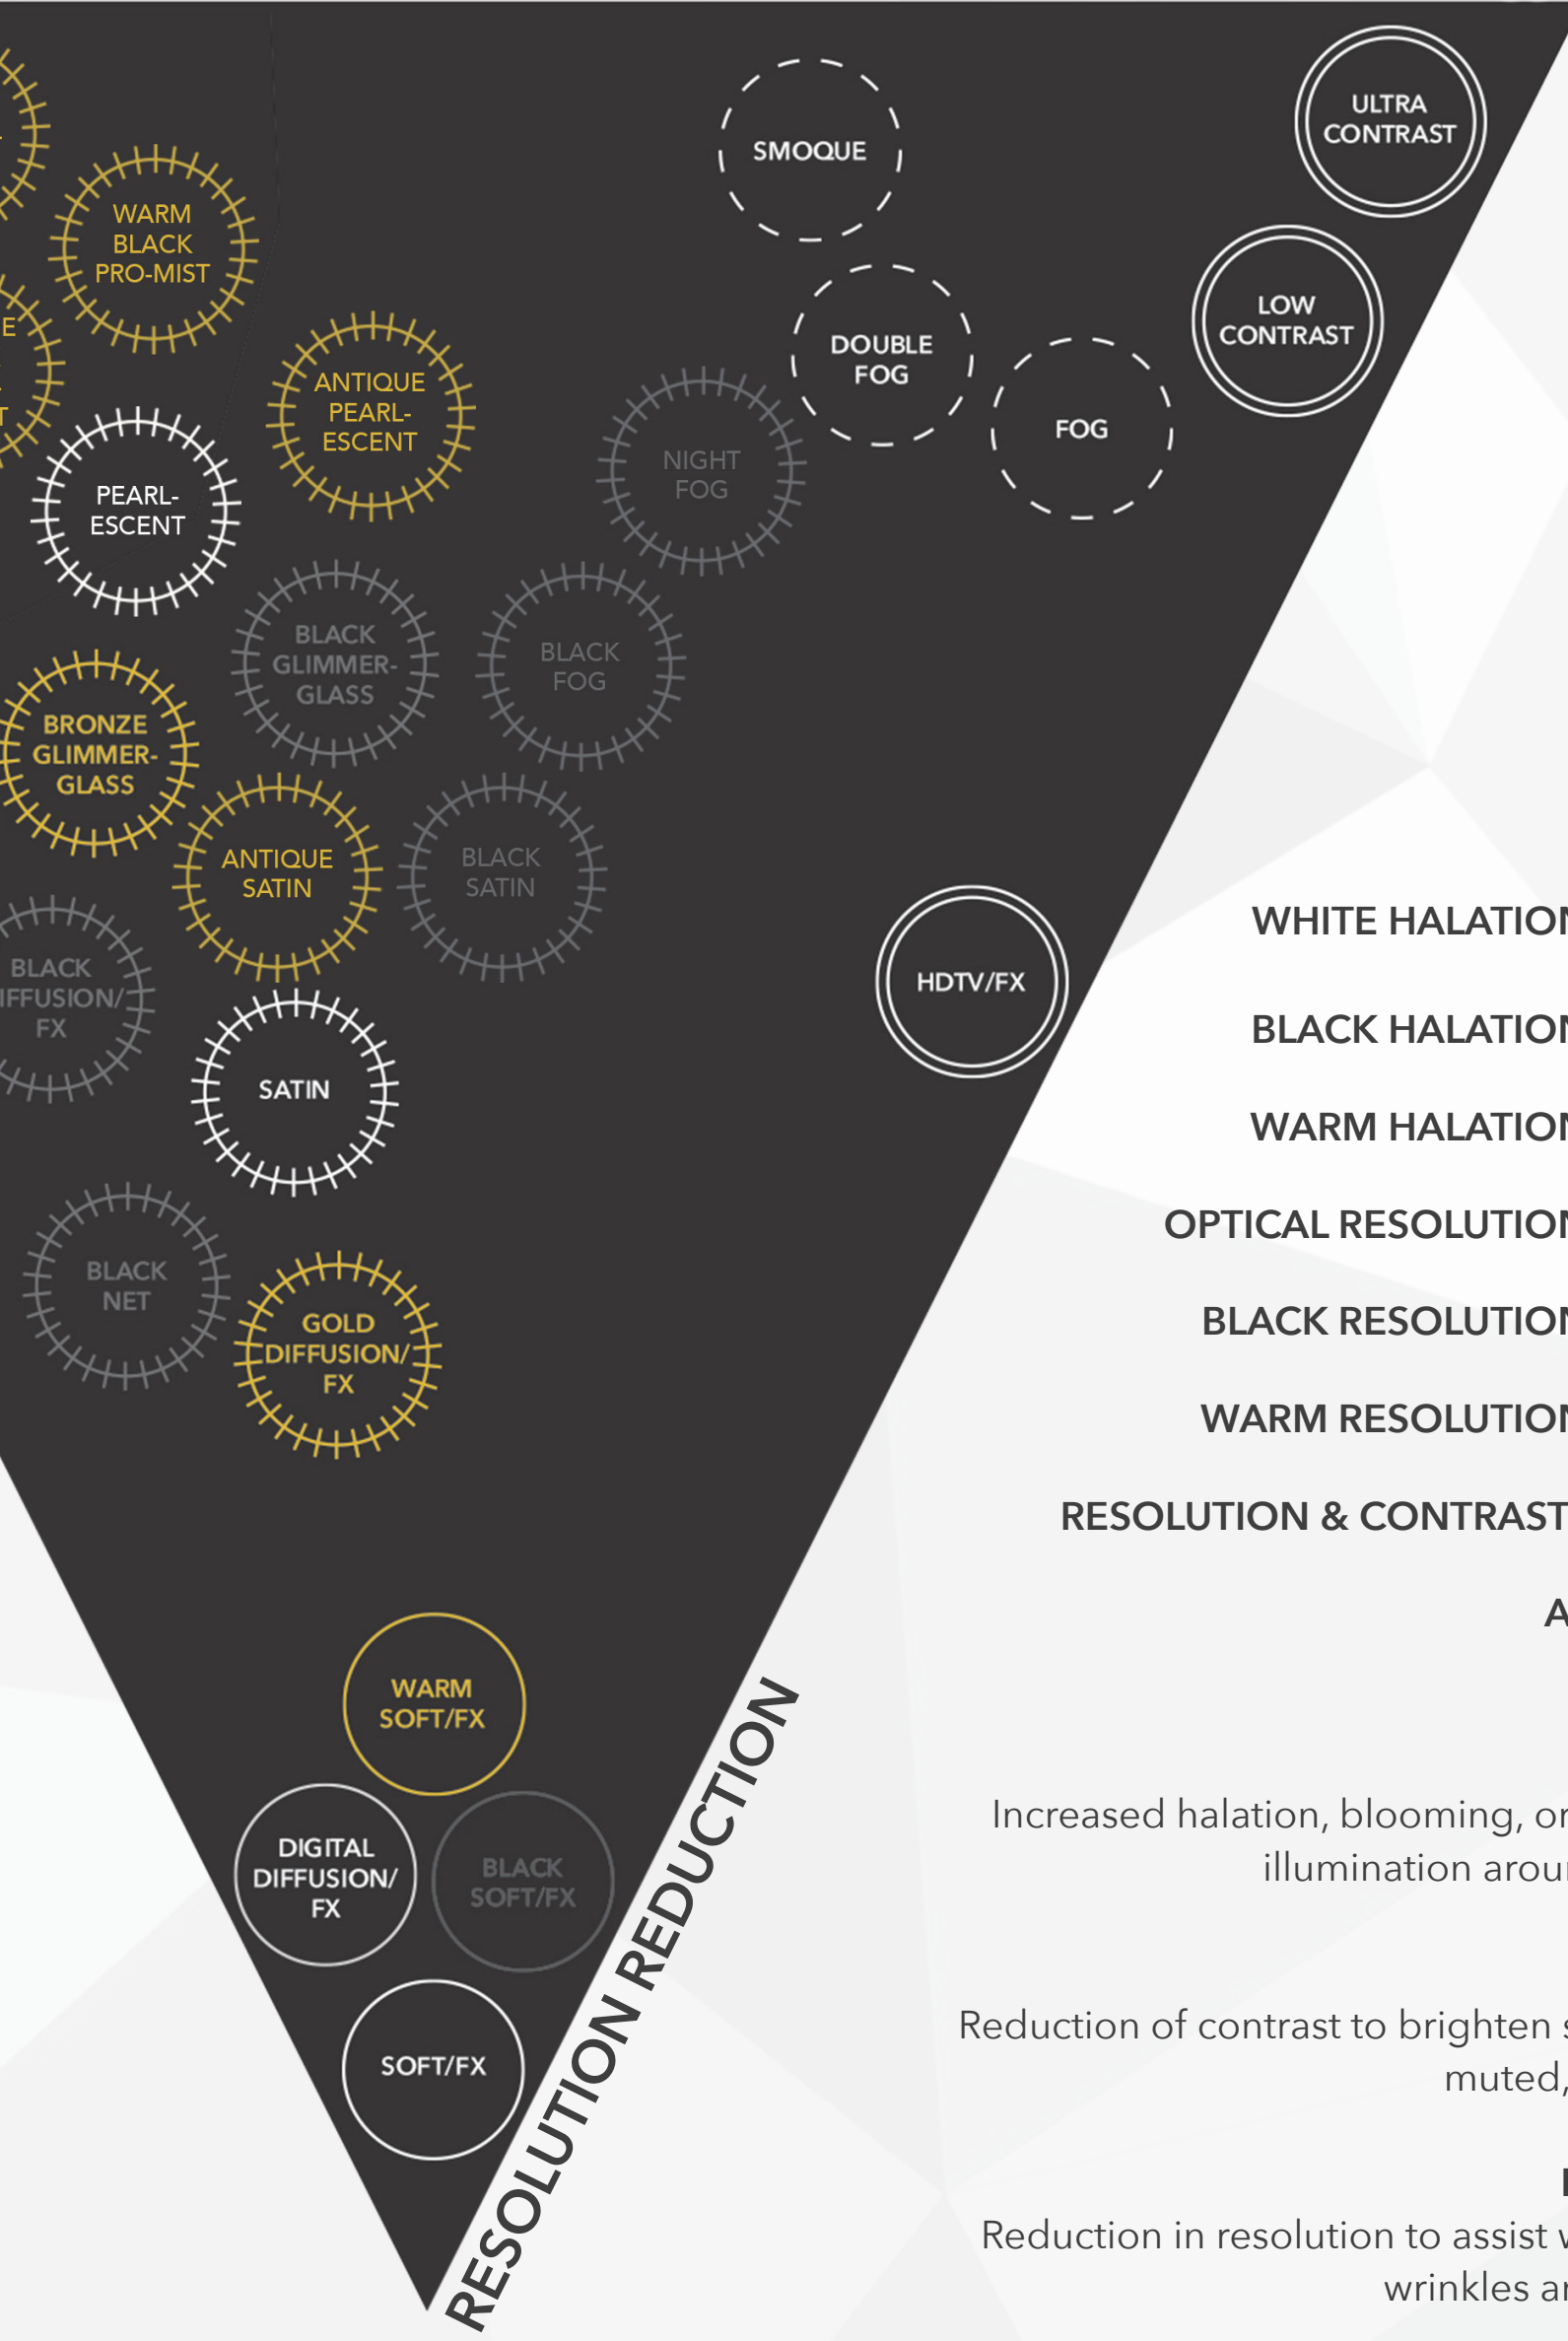 ULTRA
CONTRAST
SMOQUE
WARM
BLACK
PRO-MIST
LOW
CONTRAST
DOUBLE
FOG
ANTIQUE
PEARL-
ESCENT
FOG
NIGHT
FOG
PEARL-
ESCENT
BLACK
GLIMMER-
GLASS
BLACK
FOG
BRONZE
GLIMMER-
GLASS
ANTIQUE
SATIN
BLACK
SATIN
BLACK
IFFUSION/
FX
HDTV/FX
SATIN
BLACK
NET
GOLD
DIFFUSION/
FX
WARM
SOFT/FX
DIGITAL
DIFFUSION/
FX
BLACK
SOFT/FX
SOFT/FX
RESOLUTION REDUCTION
WHITE HALATION
BLACK HALATION
WARM HALATION
OPTICAL RESOLUTION
BLACK RESOLUTION
WARM RESOLUTION
RESOLUTION & CONTRAST
A
Increased halation, blooming, or
illumination arou
Reduction of contrast to brighten s
muted,
Reduction in resolution to assist w
wrinkles a